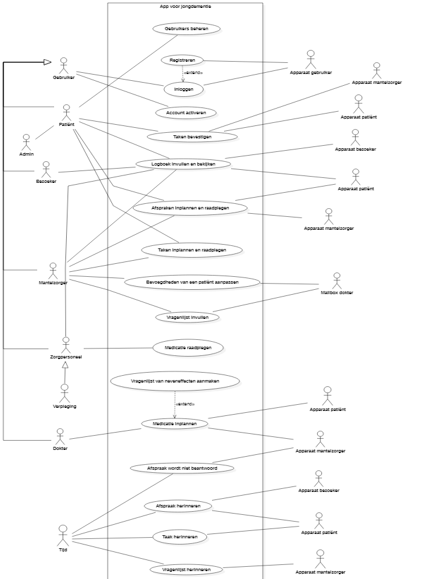 App voor jongdementie
Gebruikers beheren
Registreren
«extend»
Inloggen
Apparaat gebruiker
Apparaat mantelzorger
Gebruiker
Account activeren
Apparaat patiënt
Patiënt
Taken bevestigen
Apparaat bezoeker
Admin
Logboek invullen en bekijken
Bezoeker
Apparaat patiënt
Afspraken inplannen en raadplegen
Apparaat mantelzorger
Taken inplannen en raadplegen
Mantelzorger
Bevoegdheden van een patiënt aanpassen
Mailbox dokter
Vragenlijst invullen
Medicatie raadplegen
Zorgpersoneel
Vragenlijst van neveneffecten aanmaken
Verpleging
«extend»
Apparaat patiënt
Medicatie inplannen
Dokter
Apparaat mantelzorger
Afspraak wordt niet beantwoord
Apparaat bezoeker
Afspraak herinneren
Apparaat patiënt
Taak herinneren
Tijd
Vragenlijst herinneren
Apparaat mantelzorger